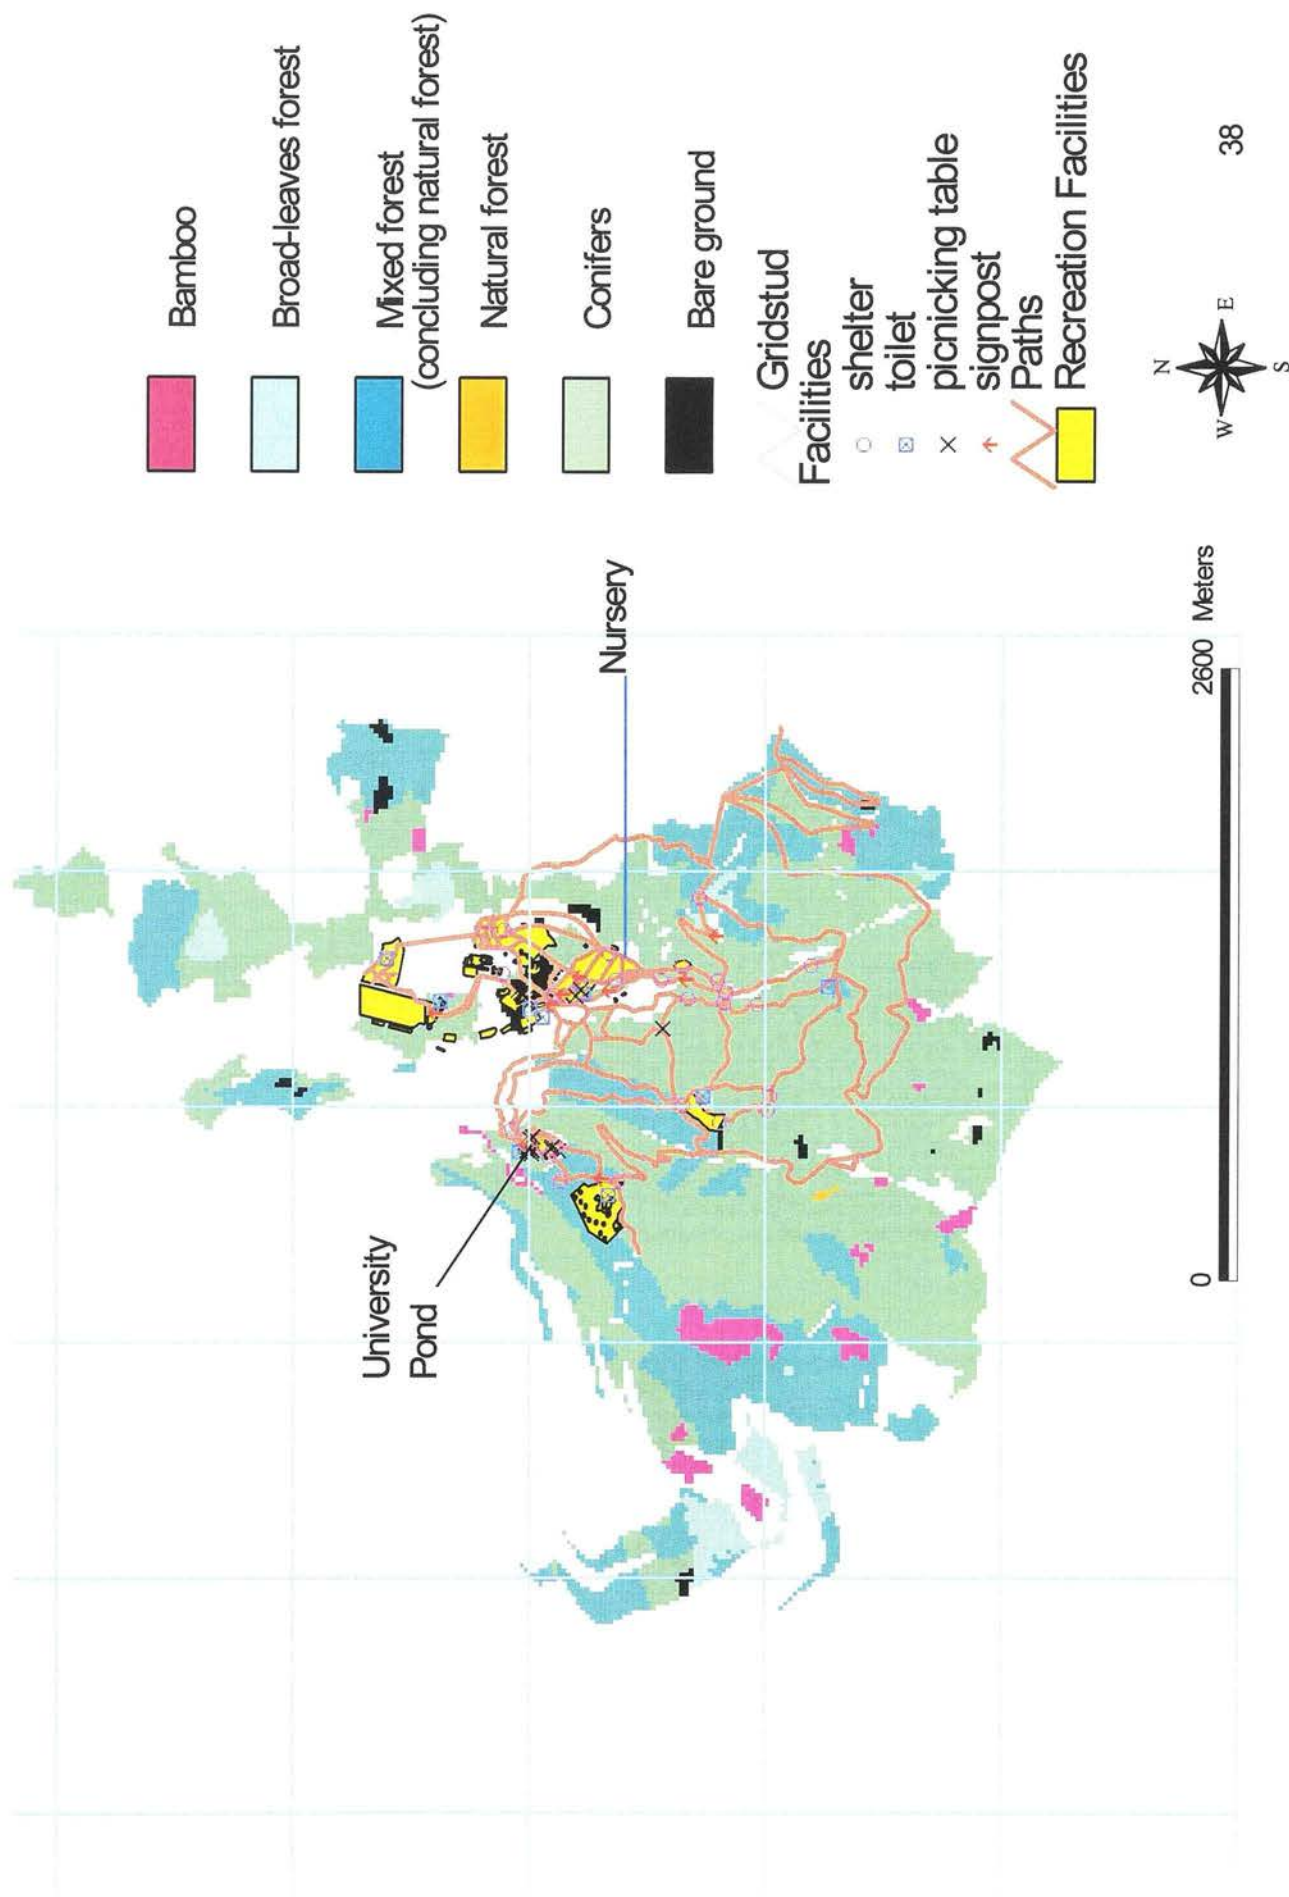 Bamboo
Broad-leaves forest
Mixed forest
(concluding natural forest)
Natural forest
Conifers
Bare ground
Gridstud
Facilities
shelter
toilet
picnicking table
signpost
Paths
Recreation Facilities
University
Pond
Nursery
0
2600 Meters
N
W
E
S
38